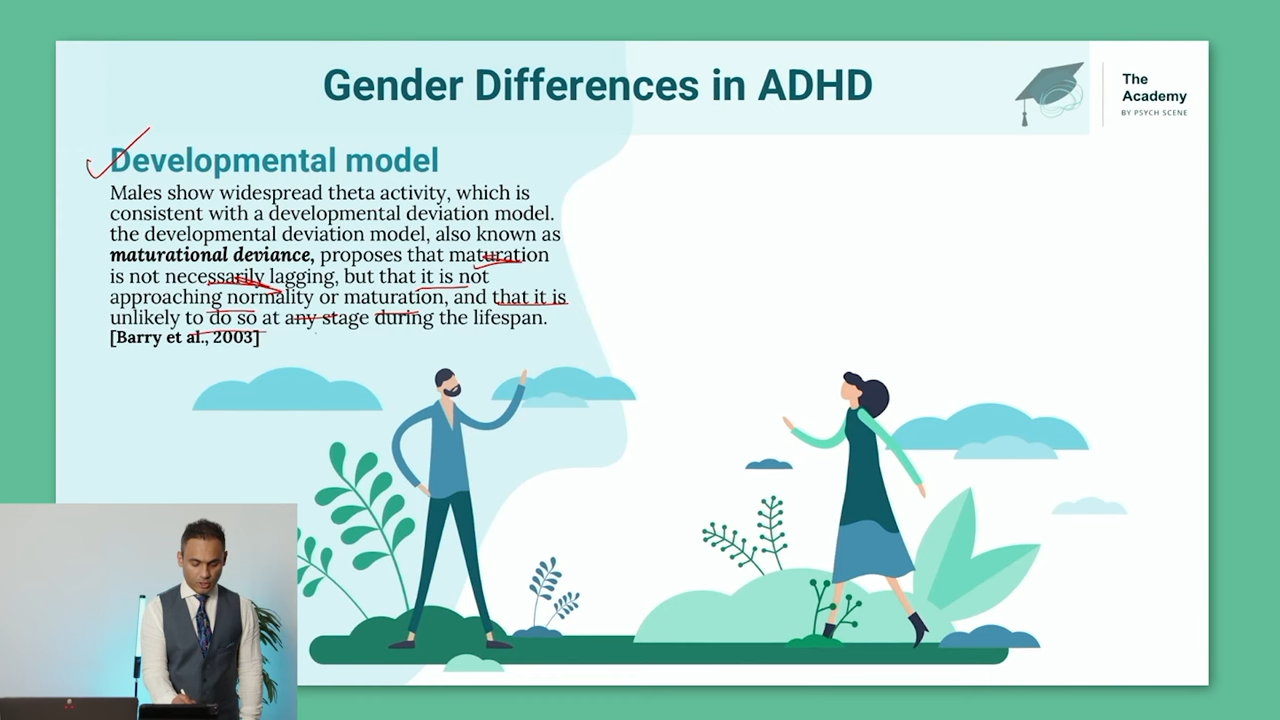 Gender Differences in ADHD
The
Academy
BY PSYCH SCENE
Developmental model
Males show widespread theta activity, which is
consistent with a developmental deviation model.
the developmental deviation model, also known as
maturational deviance, proposes that maturation
is not necessarily lagging, but that it is not
approaching normality or maturation, and that it is
unlikely to do so at any stage during the lifespan.
[Barry et al., 2003]